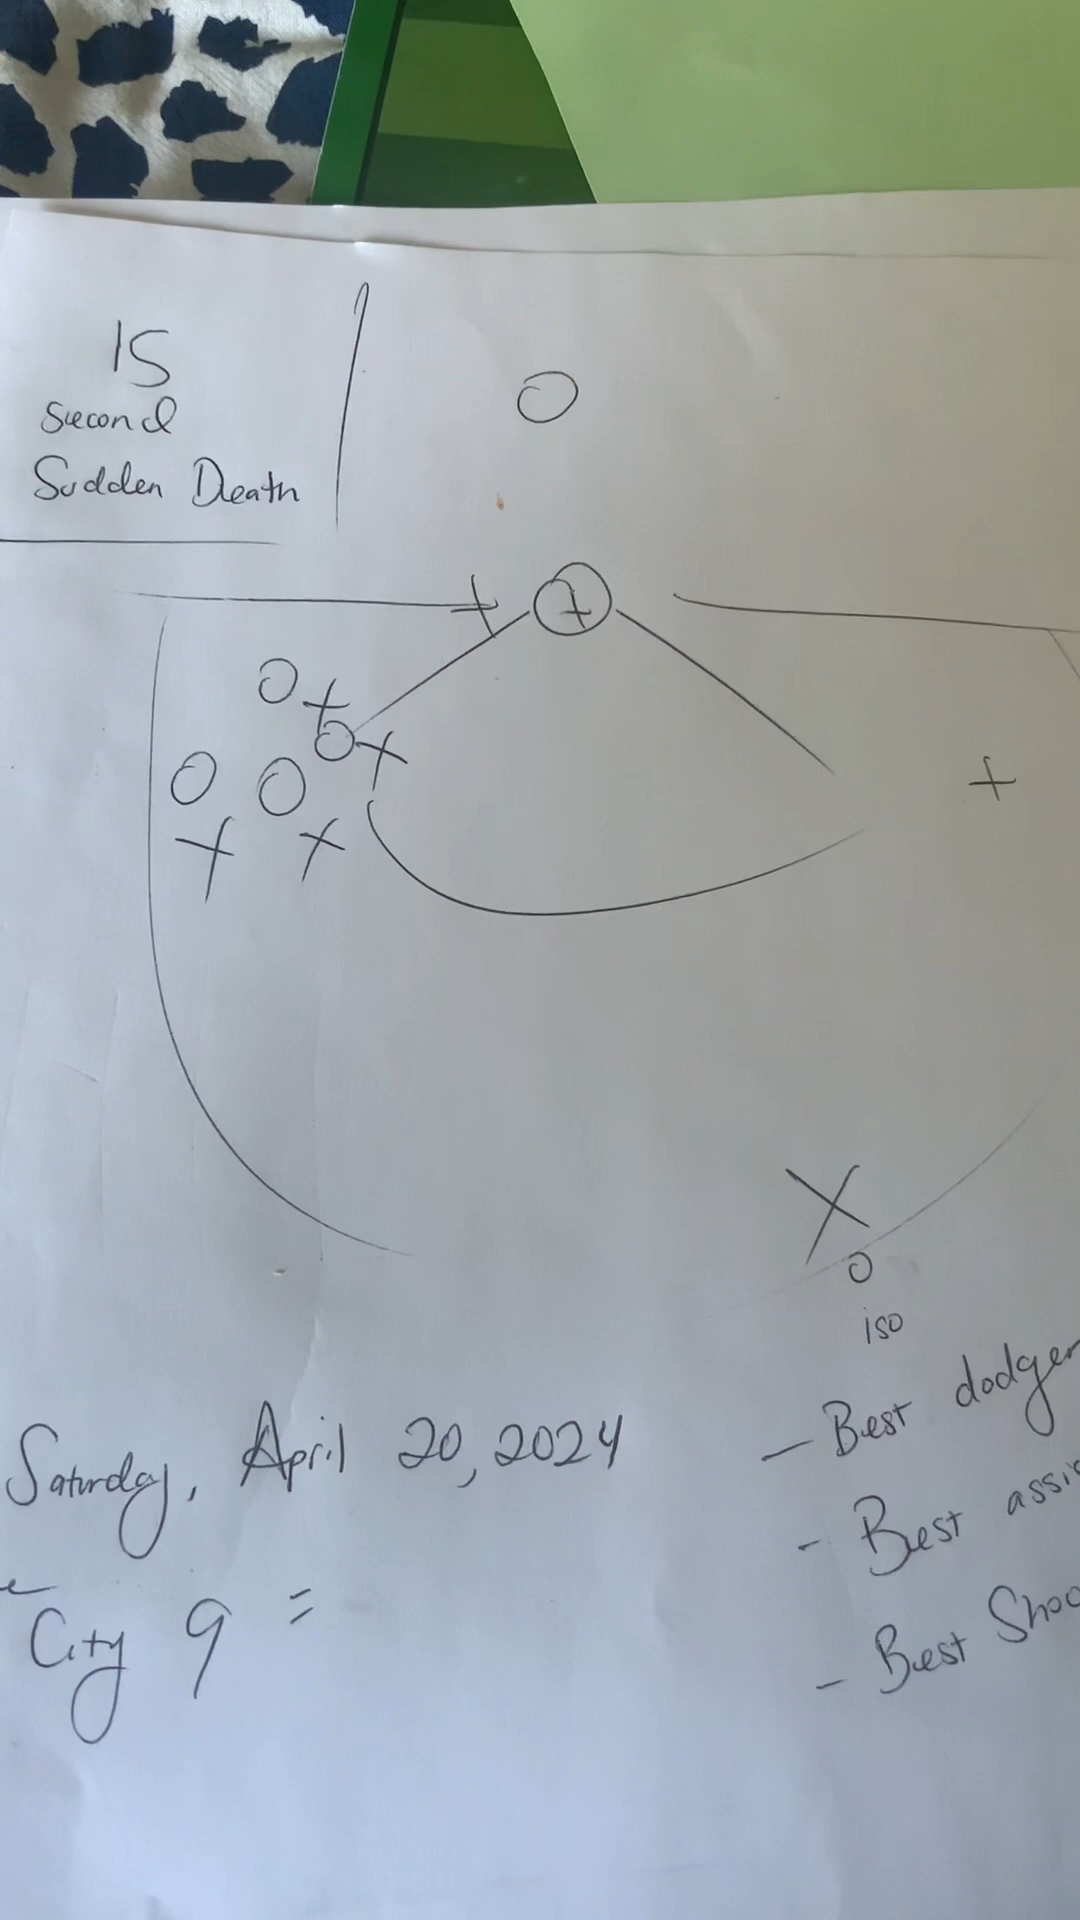 15
Second
Sudden Death
iso
- Best dodger
- Best
- Best
Saturday, April 20, 2024
City 9 =